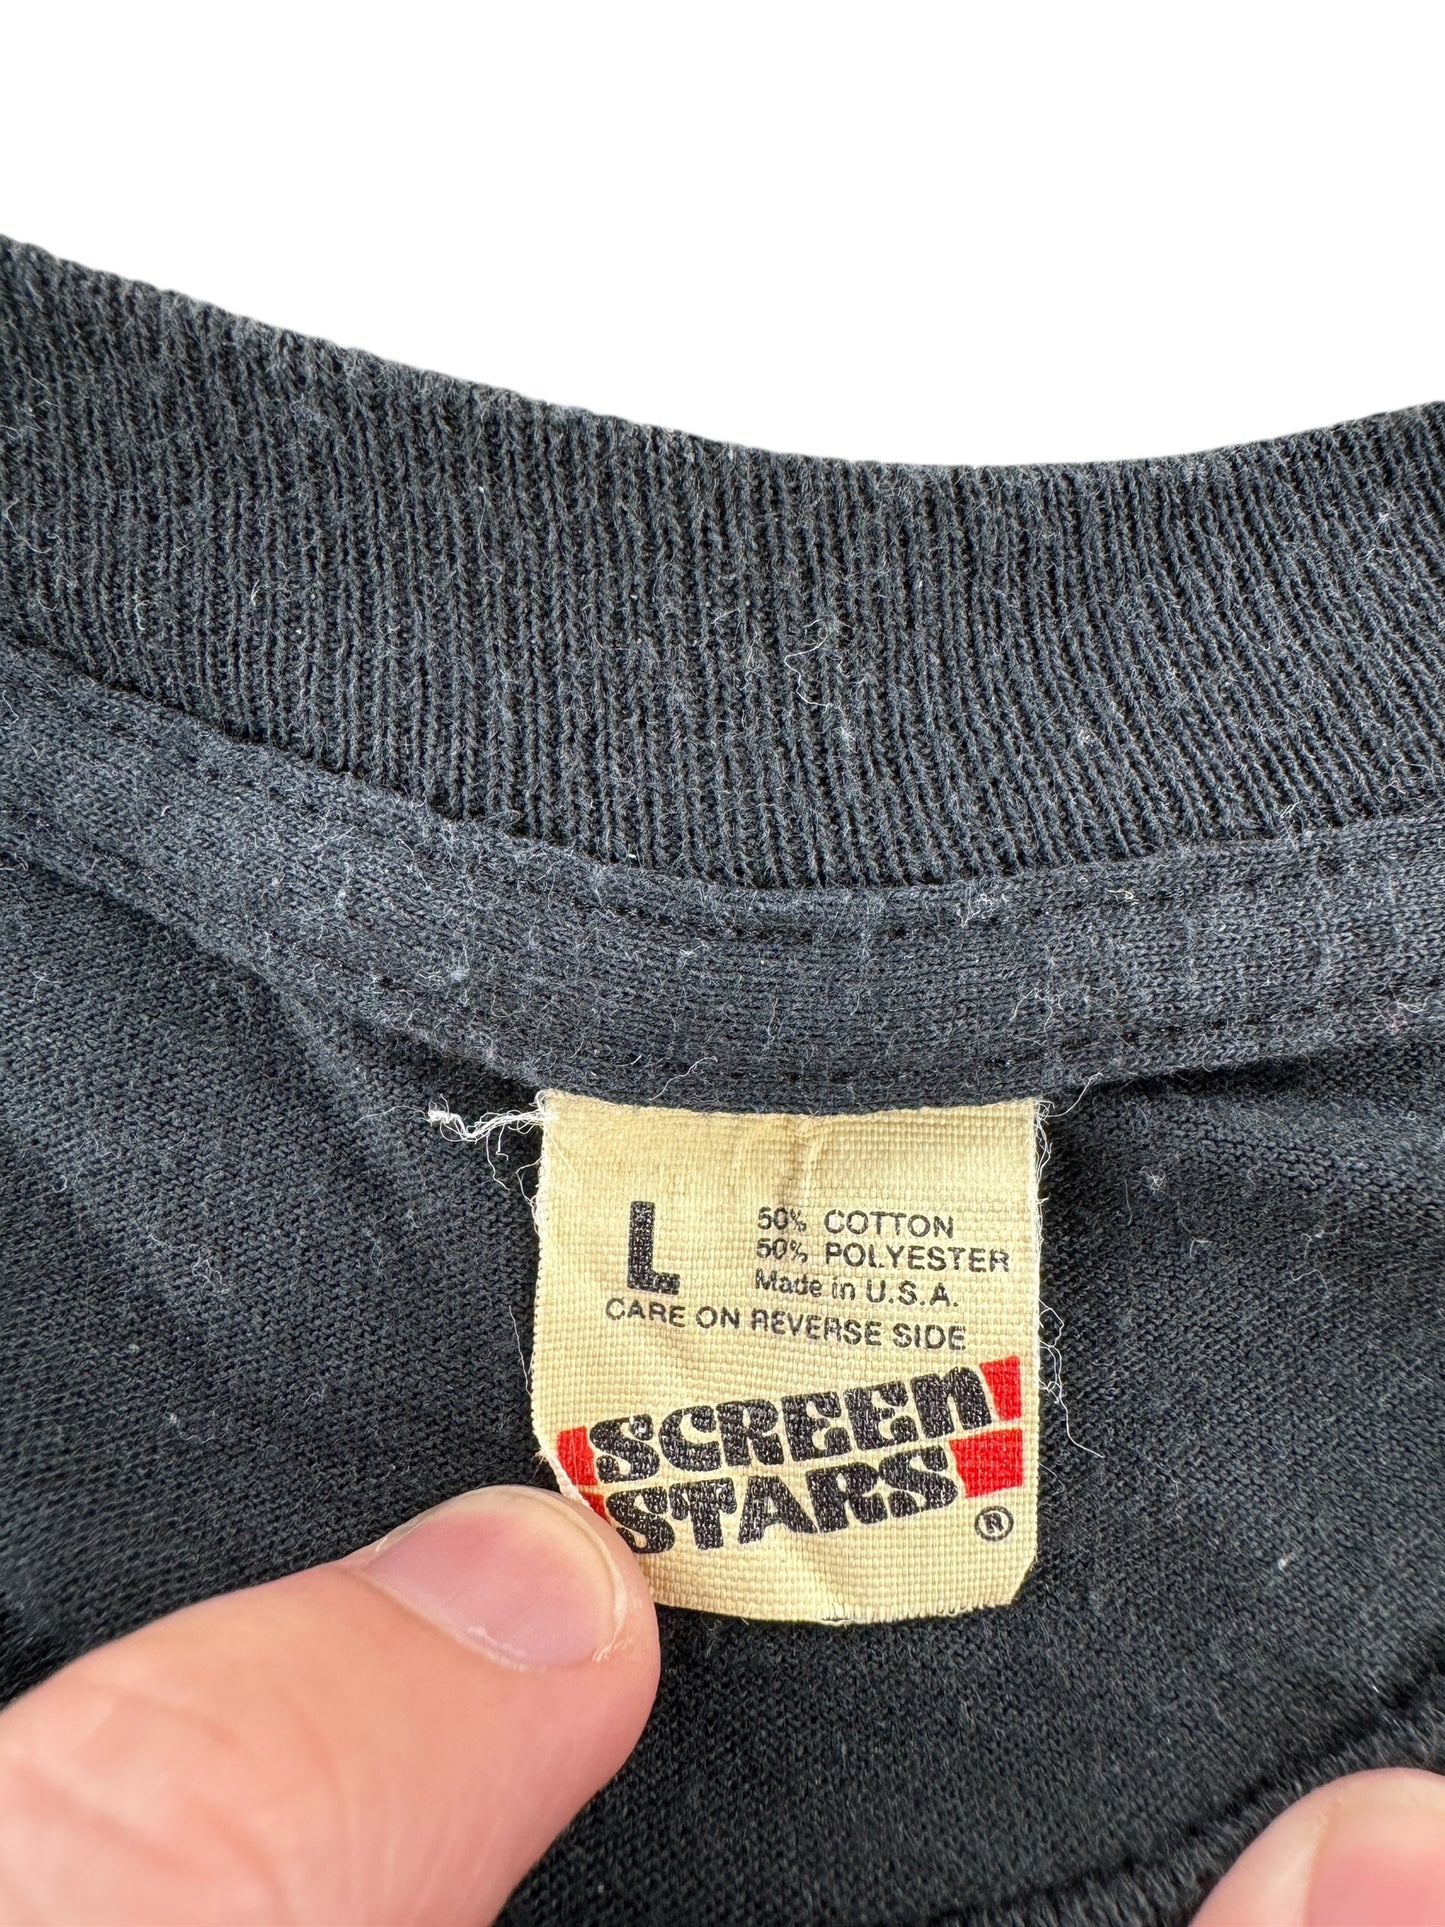 L
50% COTTON
50% POLYESTER
Made in U.S.A.
CARE ON REVERSE SIDE
SCREEN
STARS
®